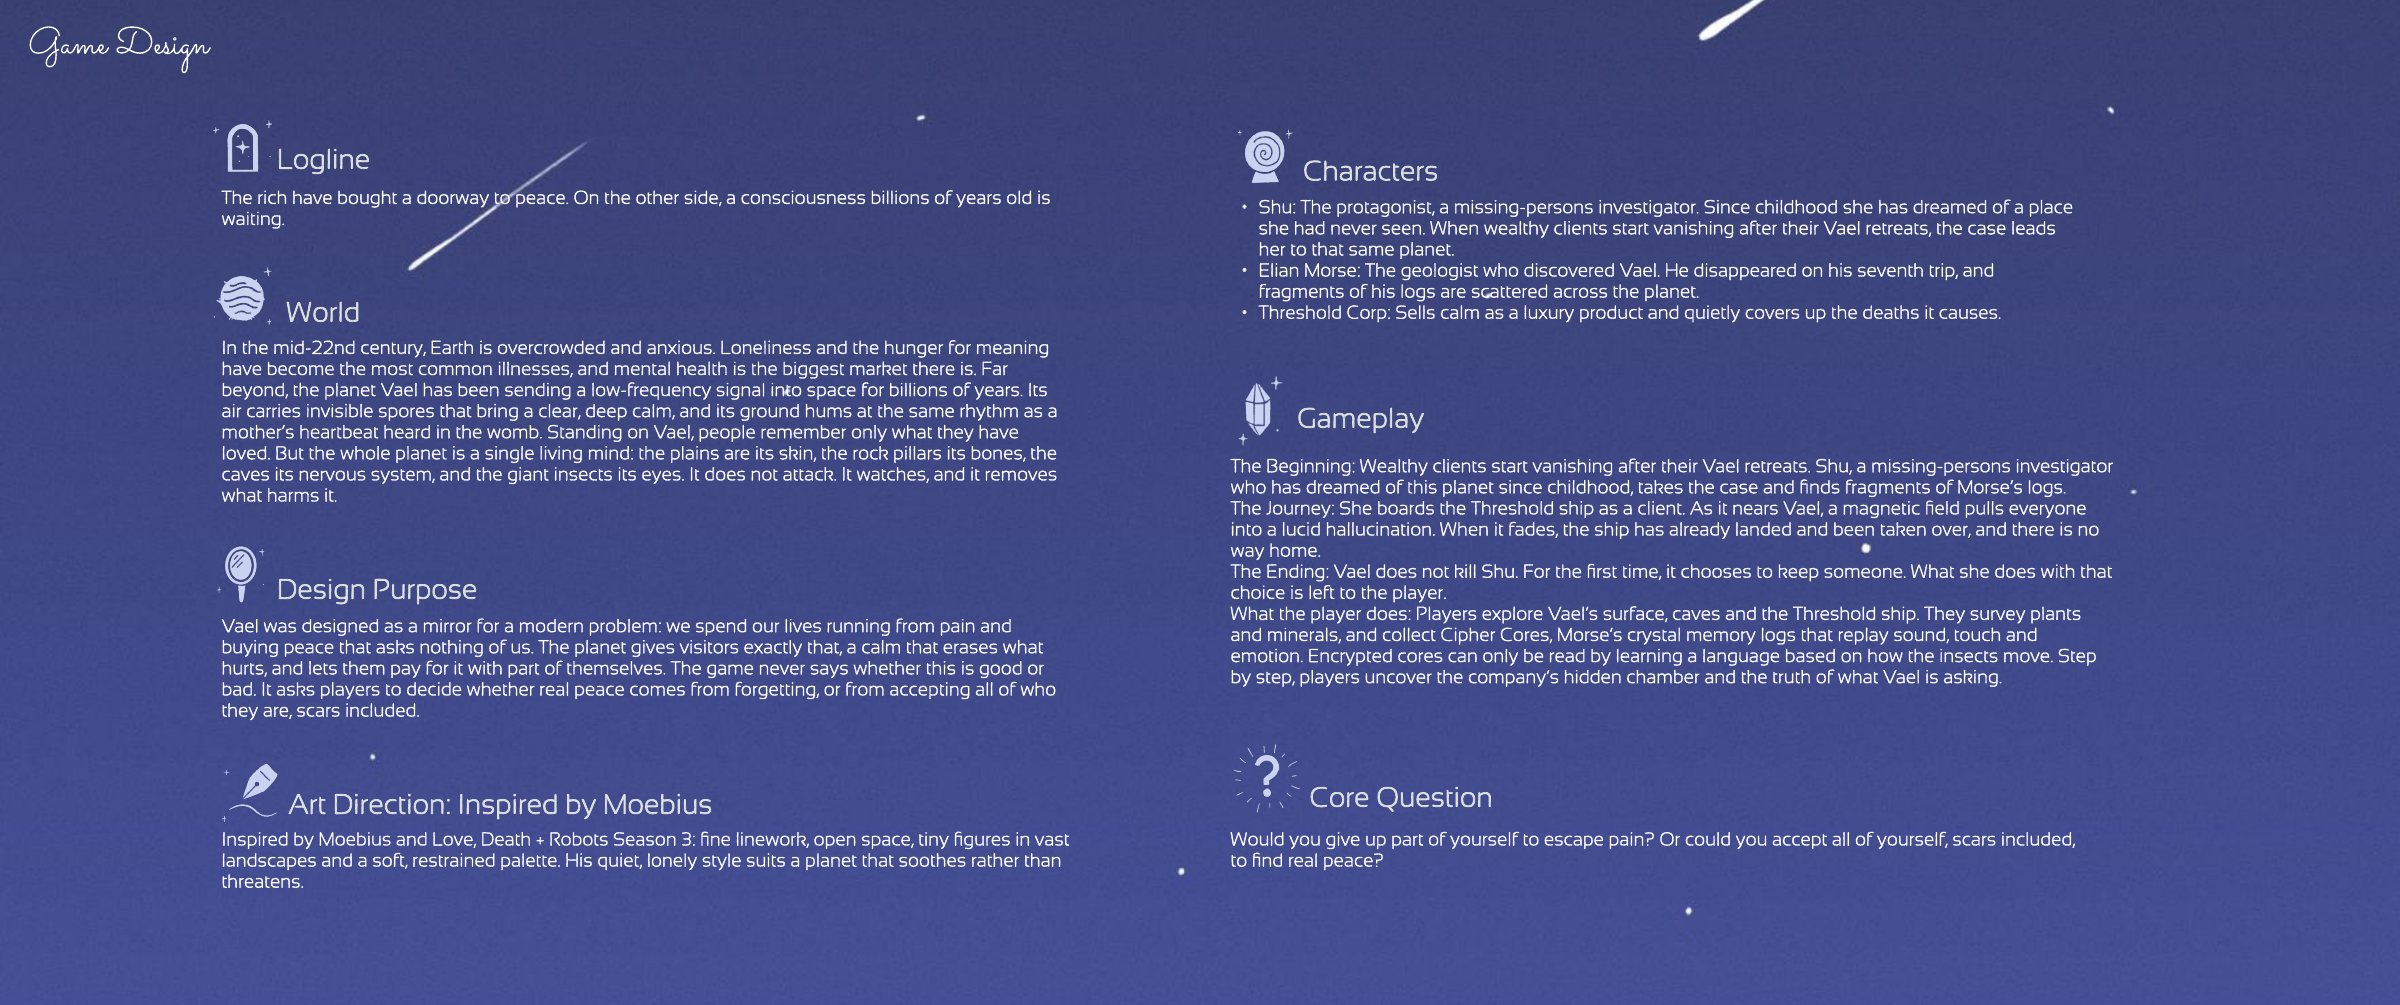 Game Design
Logline
The rich have bought a doorway to peace. On the other side, a consciousness billions of years old is
waiting.
World
In the mid-22nd century, Earth is overcrowded and anxious. Loneliness and the hunger for meaning
have become the most common illnesses, and mental health is the biggest market there is. Far
beyond, the planet Vael has been sending a low-frequency signal into space for billions of years. Its
air carries invisible spores that bring a clear, deep calm, and its ground hums at the same rhythm as a
mother's heartbeat heard in the womb. Standing on Vael, people remember only what they have
loved. But the whole planet is a single living mind: the plains are its skin, the rock pillars its bones, the
caves its nervous system, and the giant insects its eyes. It does not attack. It watches, and it removes
what harms it.
Design Purpose
Vael was designed as a mirror for a modern problem: we spend our lives running from pain and
buying peace that asks nothing of us. The planet gives visitors exactly that, a calm that erases what
hurts, and lets them pay for it with part of themselves. The game never says whether this is good or
bad. It asks players to decide whether real peace comes from forgetting, or from accepting all of who
they are, scars included.
Art Direction: Inspired by Moebius
Inspired by Moebius and Love, Death + Robots Season 3: fine linework, open space, tiny figures in vast
landscapes and a soft, restrained palette. His quiet, lonely style suits a planet that soothes rather than
threatens.
Characters
• Shu: The protagonist, a missing-persons investigator. Since childhood she has dreamed of a place
she had never seen. When wealthy clients start vanishing after their Vael retreats, the case leads
her to that same planet.
• Elian Morse: The geologist who discovered Vael. He disappeared on his seventh trip, and
fragments of his logs are scattered across the planet.
• Threshold Corp: Sells calm as a luxury product and quietly covers up the deaths it causes.
Gameplay
The Beginning: Wealthy clients start vanishing after their Vael retreats. Shu, a missing-persons investigator
who has dreamed of this planet since childhood, takes the case and finds fragments of Morse's logs.
The Journey: She boards the Threshold ship as a client. As it nears Vael, a magnetic field pulls everyone
into a lucid hallucination. When it fades, the ship has already landed and been taken over, and there is no
way home.
The Ending: Vael does not kill Shu. For the first time, it chooses to keep someone. What she does with that
choice is left to the player.
What the player does: Players explore Vael's surface, caves and the Threshold ship. They survey plants
and minerals, and collect Cipher Cores, Morse's crystal memory logs that replay sound, touch and
emotion. Encrypted cores can only be read by learning a language based on how the insects move. Step
by step, players uncover the company's hidden chamber and the truth of what Vael is asking.
Core Question
Would you give up part of yourself to escape pain? Or could you accept all of yourself, scars included,
to find real peace?